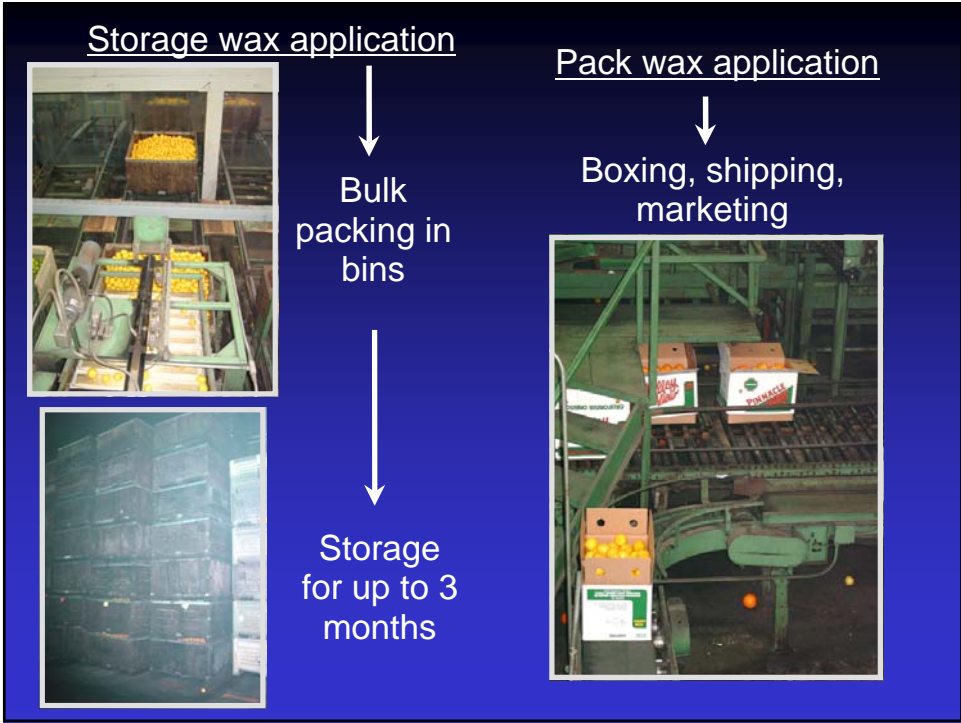 Storage wax application
Bulk
packing in
bins
Storage
for up to 3
months
Pack wax application
Boxing, shipping,
marketing
PINNACLE